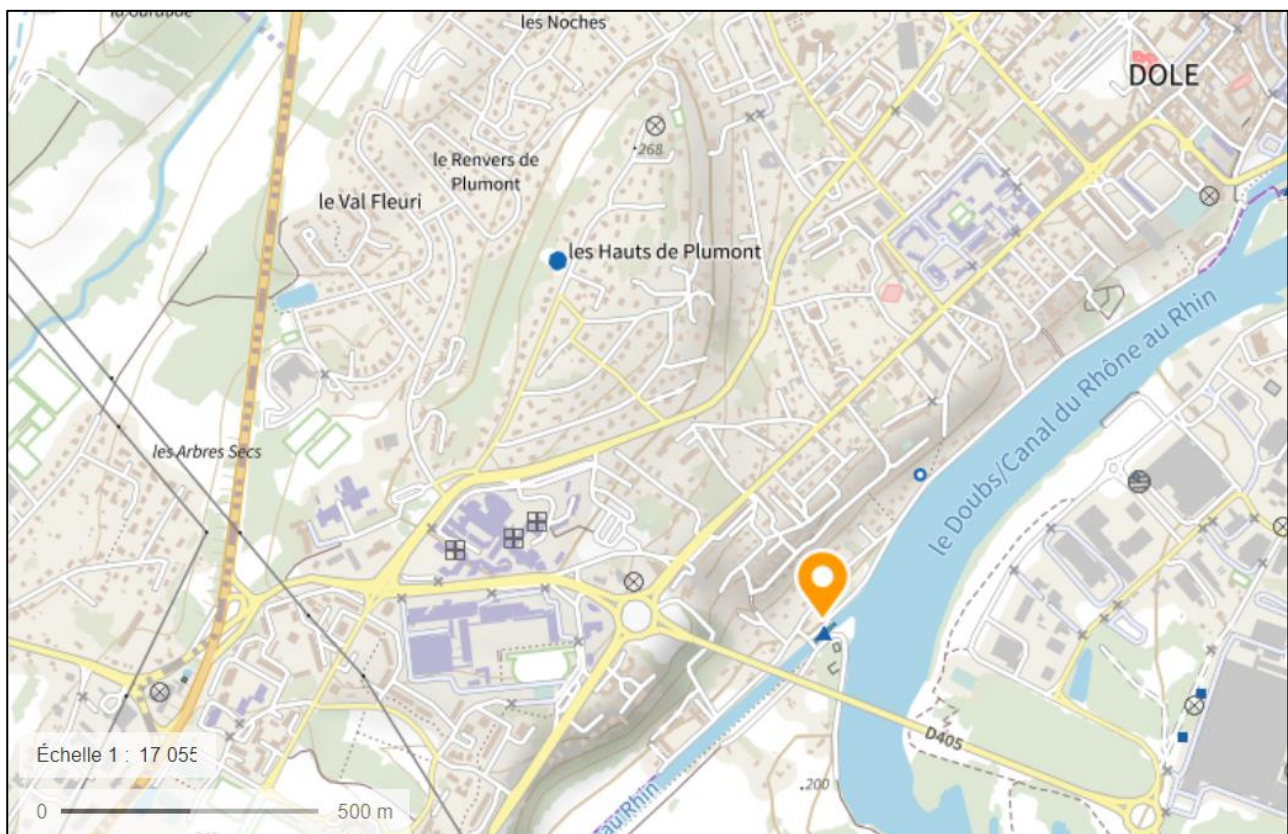 les Noches
DOLE
.268
le Renvers de
Plumont
le Val Fleuri
les Hauts de Plumont
le Doubs/Canal du Rhône au Rhin
les Arbres Secs
D405
Échelle 1 : 17 055
.200
0 500 m
au Rhin